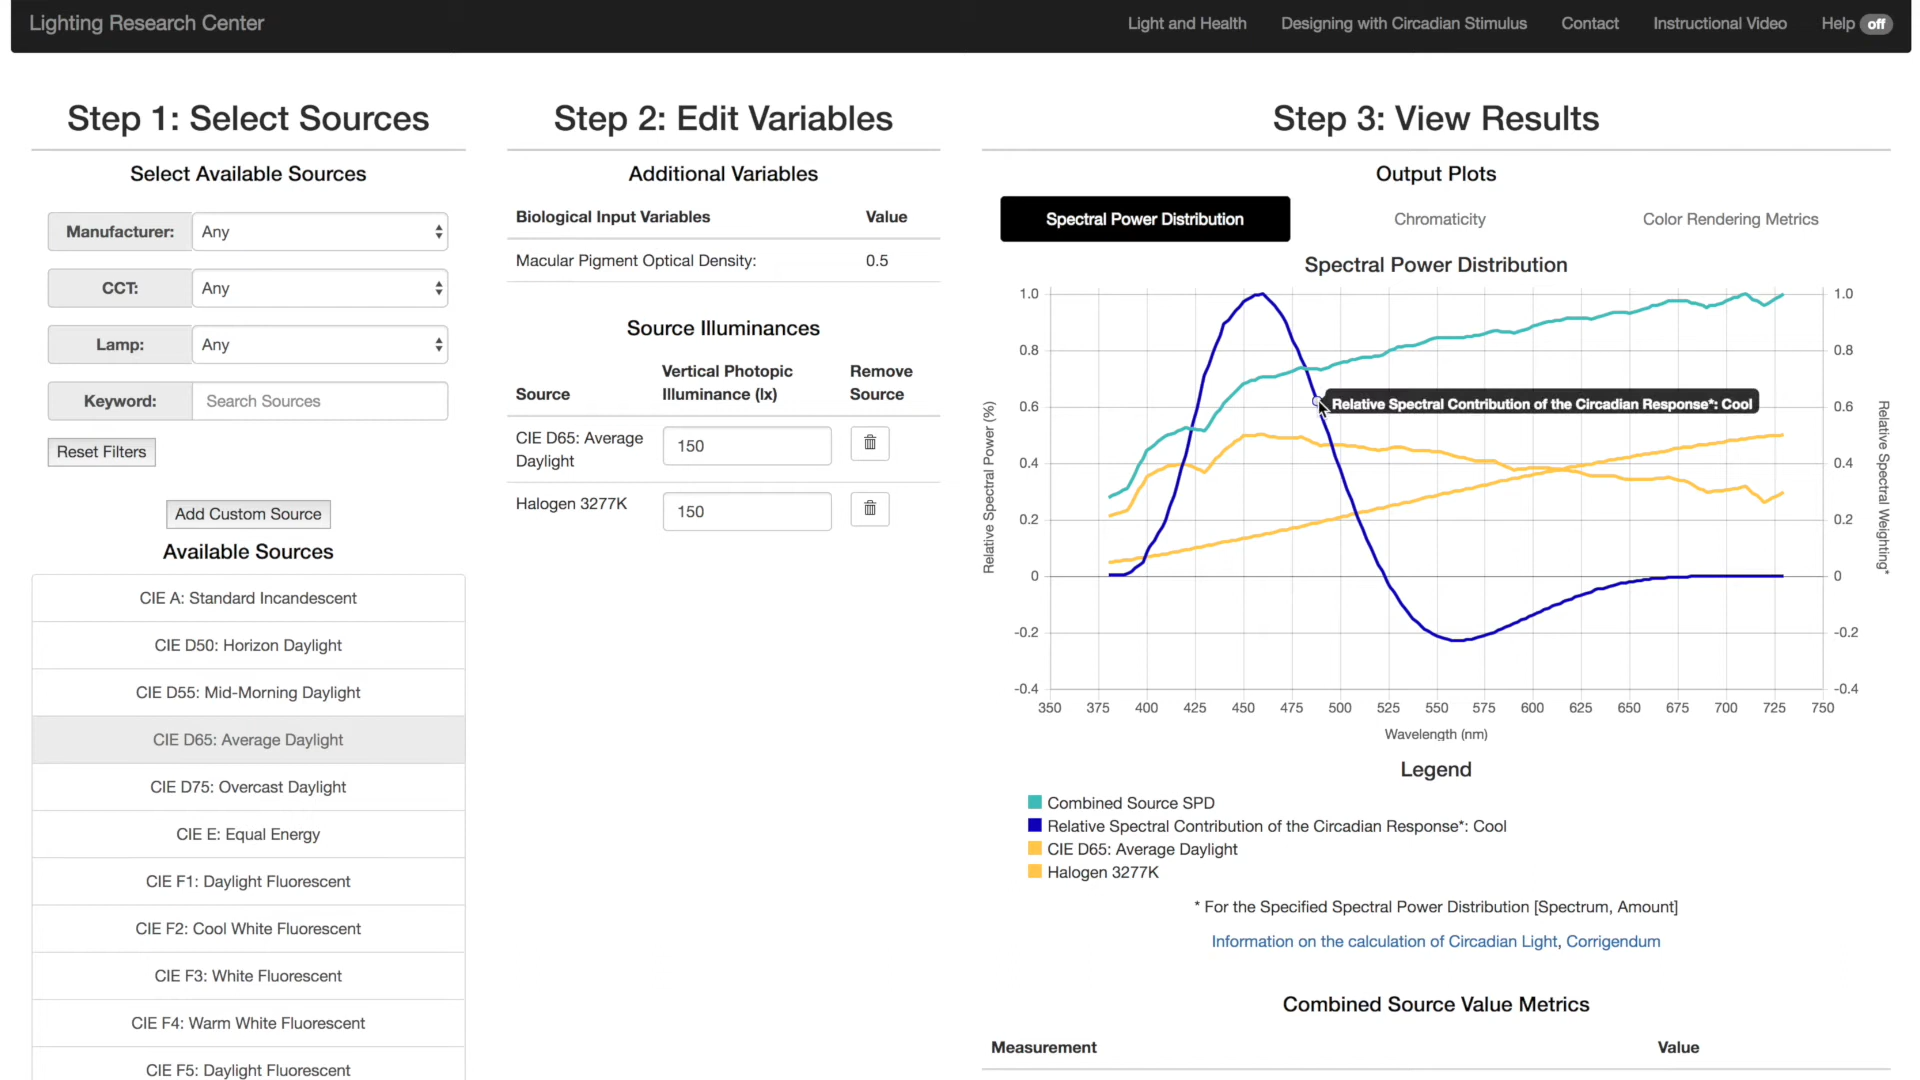 Lighting Research Center
Light and Health
Designing with Circadian Stimulus
Contact
Instructional Video
Help off
Step 1: Select Sources
Select Available Sources
Manufacturer: Any
CCT: Any
Lamp: Any
Keyword: Search Sources
Reset Filters
Add Custom Source
Available Sources
CIE A: Standard Incandescent
CIE D50: Horizon Daylight
CIE D55: Mid-Morning Daylight
CIE D65: Average Daylight
CIE D75: Overcast Daylight
CIE E: Equal Energy
CIE F1: Daylight Fluorescent
CIE F2: Cool White Fluorescent
CIE F3: White Fluorescent
CIE F4: Warm White Fluorescent
CIE F5: Daylight Fluorescent
Step 2: Edit Variables
Additional Variables
Biological Input Variables Value
Macular Pigment Optical Density: 0.5
Source Illuminances
Source
Vertical Photopic
Illuminance (lx)
Remove
Source
CIE D65: Average
Daylight
150
Halogen 3277K
150
Step 3: View Results
Output Plots
Spectral Power Distribution
Chromaticity
Color Rendering Metrics
Spectral Power Distribution
Relative Spectral Power (%)
1.0
0.8
0.6
0.4
0.2
0
-0.2
-0.4
Relative Spectral Contribution of the Circadian Response*: Cool
1.0
0.8
0.6
0.4
0.2
0
-0.2
-0.4
Relative Spectral Weighting*
350 375 400 425 450 475 500 525 550 575 600 625 650 675 700 725 750
Wavelength (nm)
Legend
Combined Source SPD
Relative Spectral Contribution of the Circadian Response*: Cool
CIE D65: Average Daylight
Halogen 3277K
* For the Specified Spectral Power Distribution [Spectrum, Amount]
Information on the calculation of Circadian Light, Corrigendum
Combined Source Value Metrics
Measurement Value